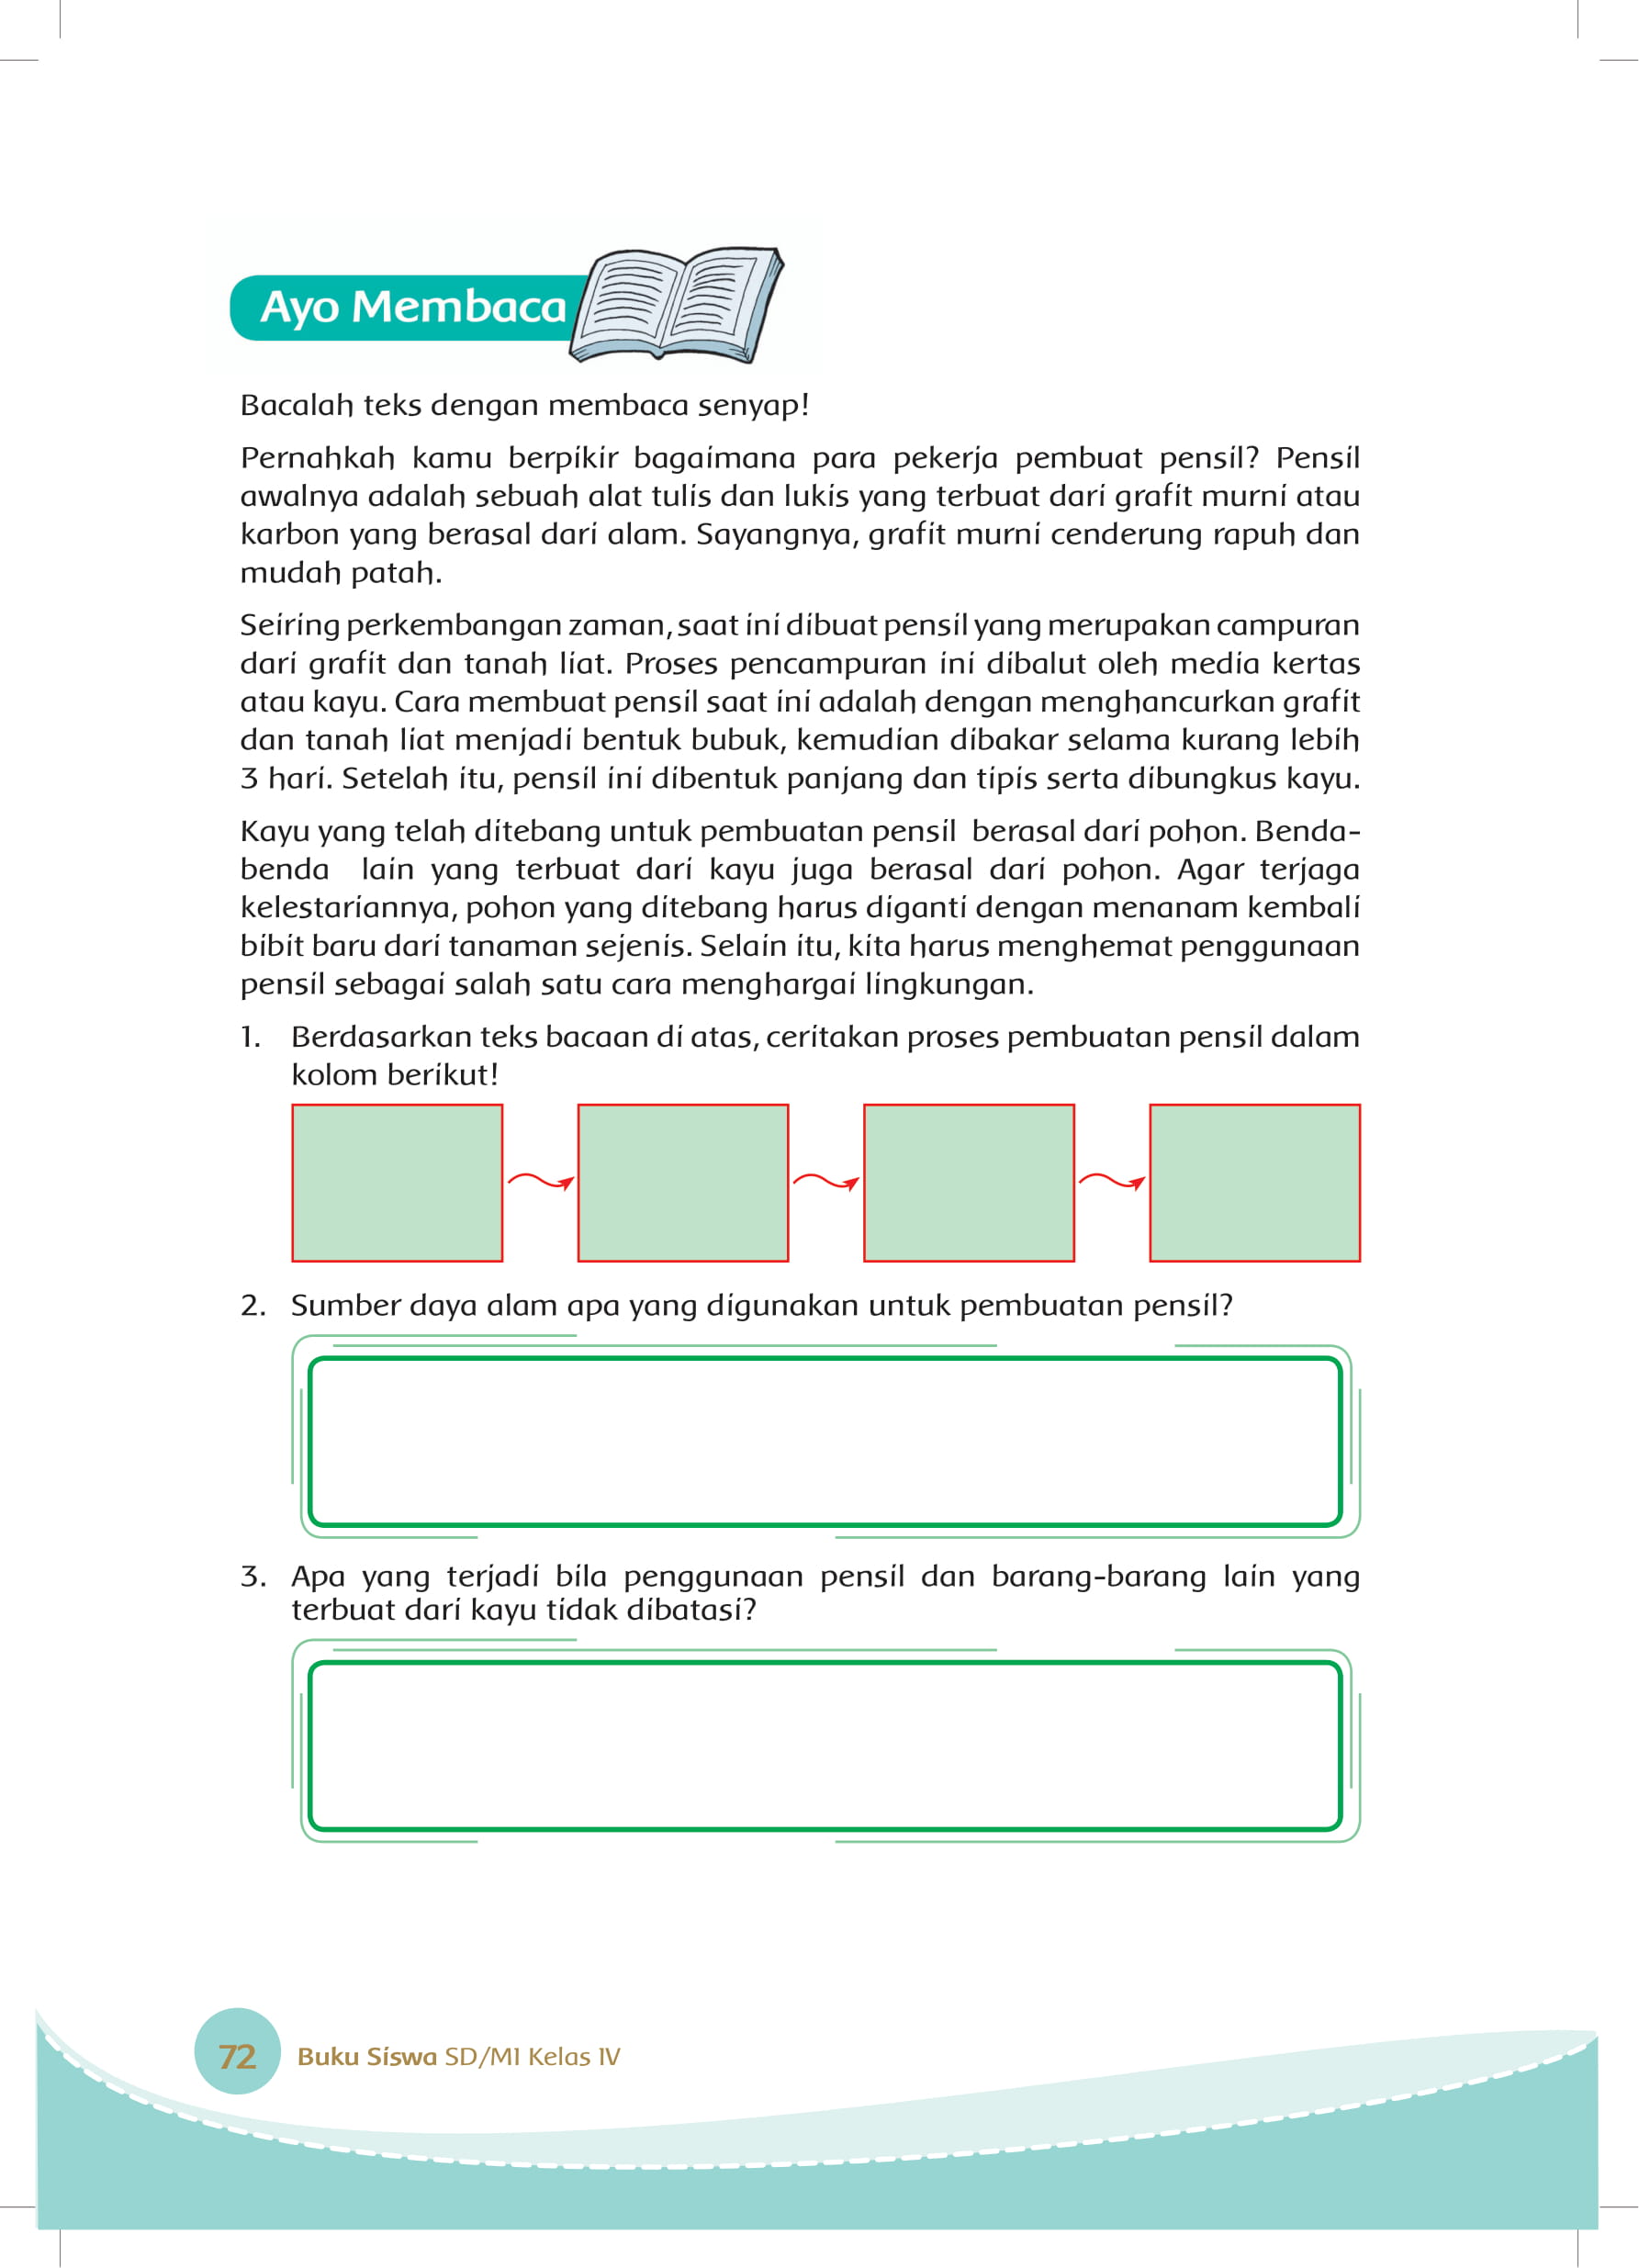 Ayo Membaca
Bacalah teks dengan membaca senyap!
Pernahkah kamu berpikir bagaimana para pekerja pembuat pensil? Pensil
awalnya adalah sebuah alat tulis dan lukis yang terbuat dari grafit murni atau
karbon yang berasal dari alam. Sayangnya, grafit murni cenderung rapuh dan
mudah patah.
Seiring perkembangan zaman, saat ini dibuat pensil yang merupakan campuran
dari grafit dan tanah liat. Proses pencampuran ini dibalut oleh media kertas
atau kayu. Cara membuat pensil saat ini adalah dengan menghancurkan grafit
dan tanah liat menjadi bentuk bubuk, kemudian dibakar selama kurang lebih
3 hari. Setelah itu, pensil ini dibentuk panjang dan tipis serta dibungkus kayu.
Kayu yang telah ditebang untuk pembuatan pensil berasal dari pohon. Benda-
benda lain yang terbuat dari kayu juga berasal dari pohon. Agar terjaga
kelestariannya, pohon yang ditebang harus diganti dengan menanam kembali
bibit baru dari tanaman sejenis. Selain itu, kita harus menghemat penggunaan
pensil sebagai salah satu cara menghargai lingkungan.
1. Berdasarkan teks bacaan di atas, ceritakan proses pembuatan pensil dalam
kolom berikut!
2. Sumber daya alam apa yang digunakan untuk pembuatan pensil?
3. Apa yang terjadi bila penggunaan pensil dan barang-barang lain yang
terbuat dari kayu tidak dibatasi?
72 Buku Siswa SD/MI Kelas IV